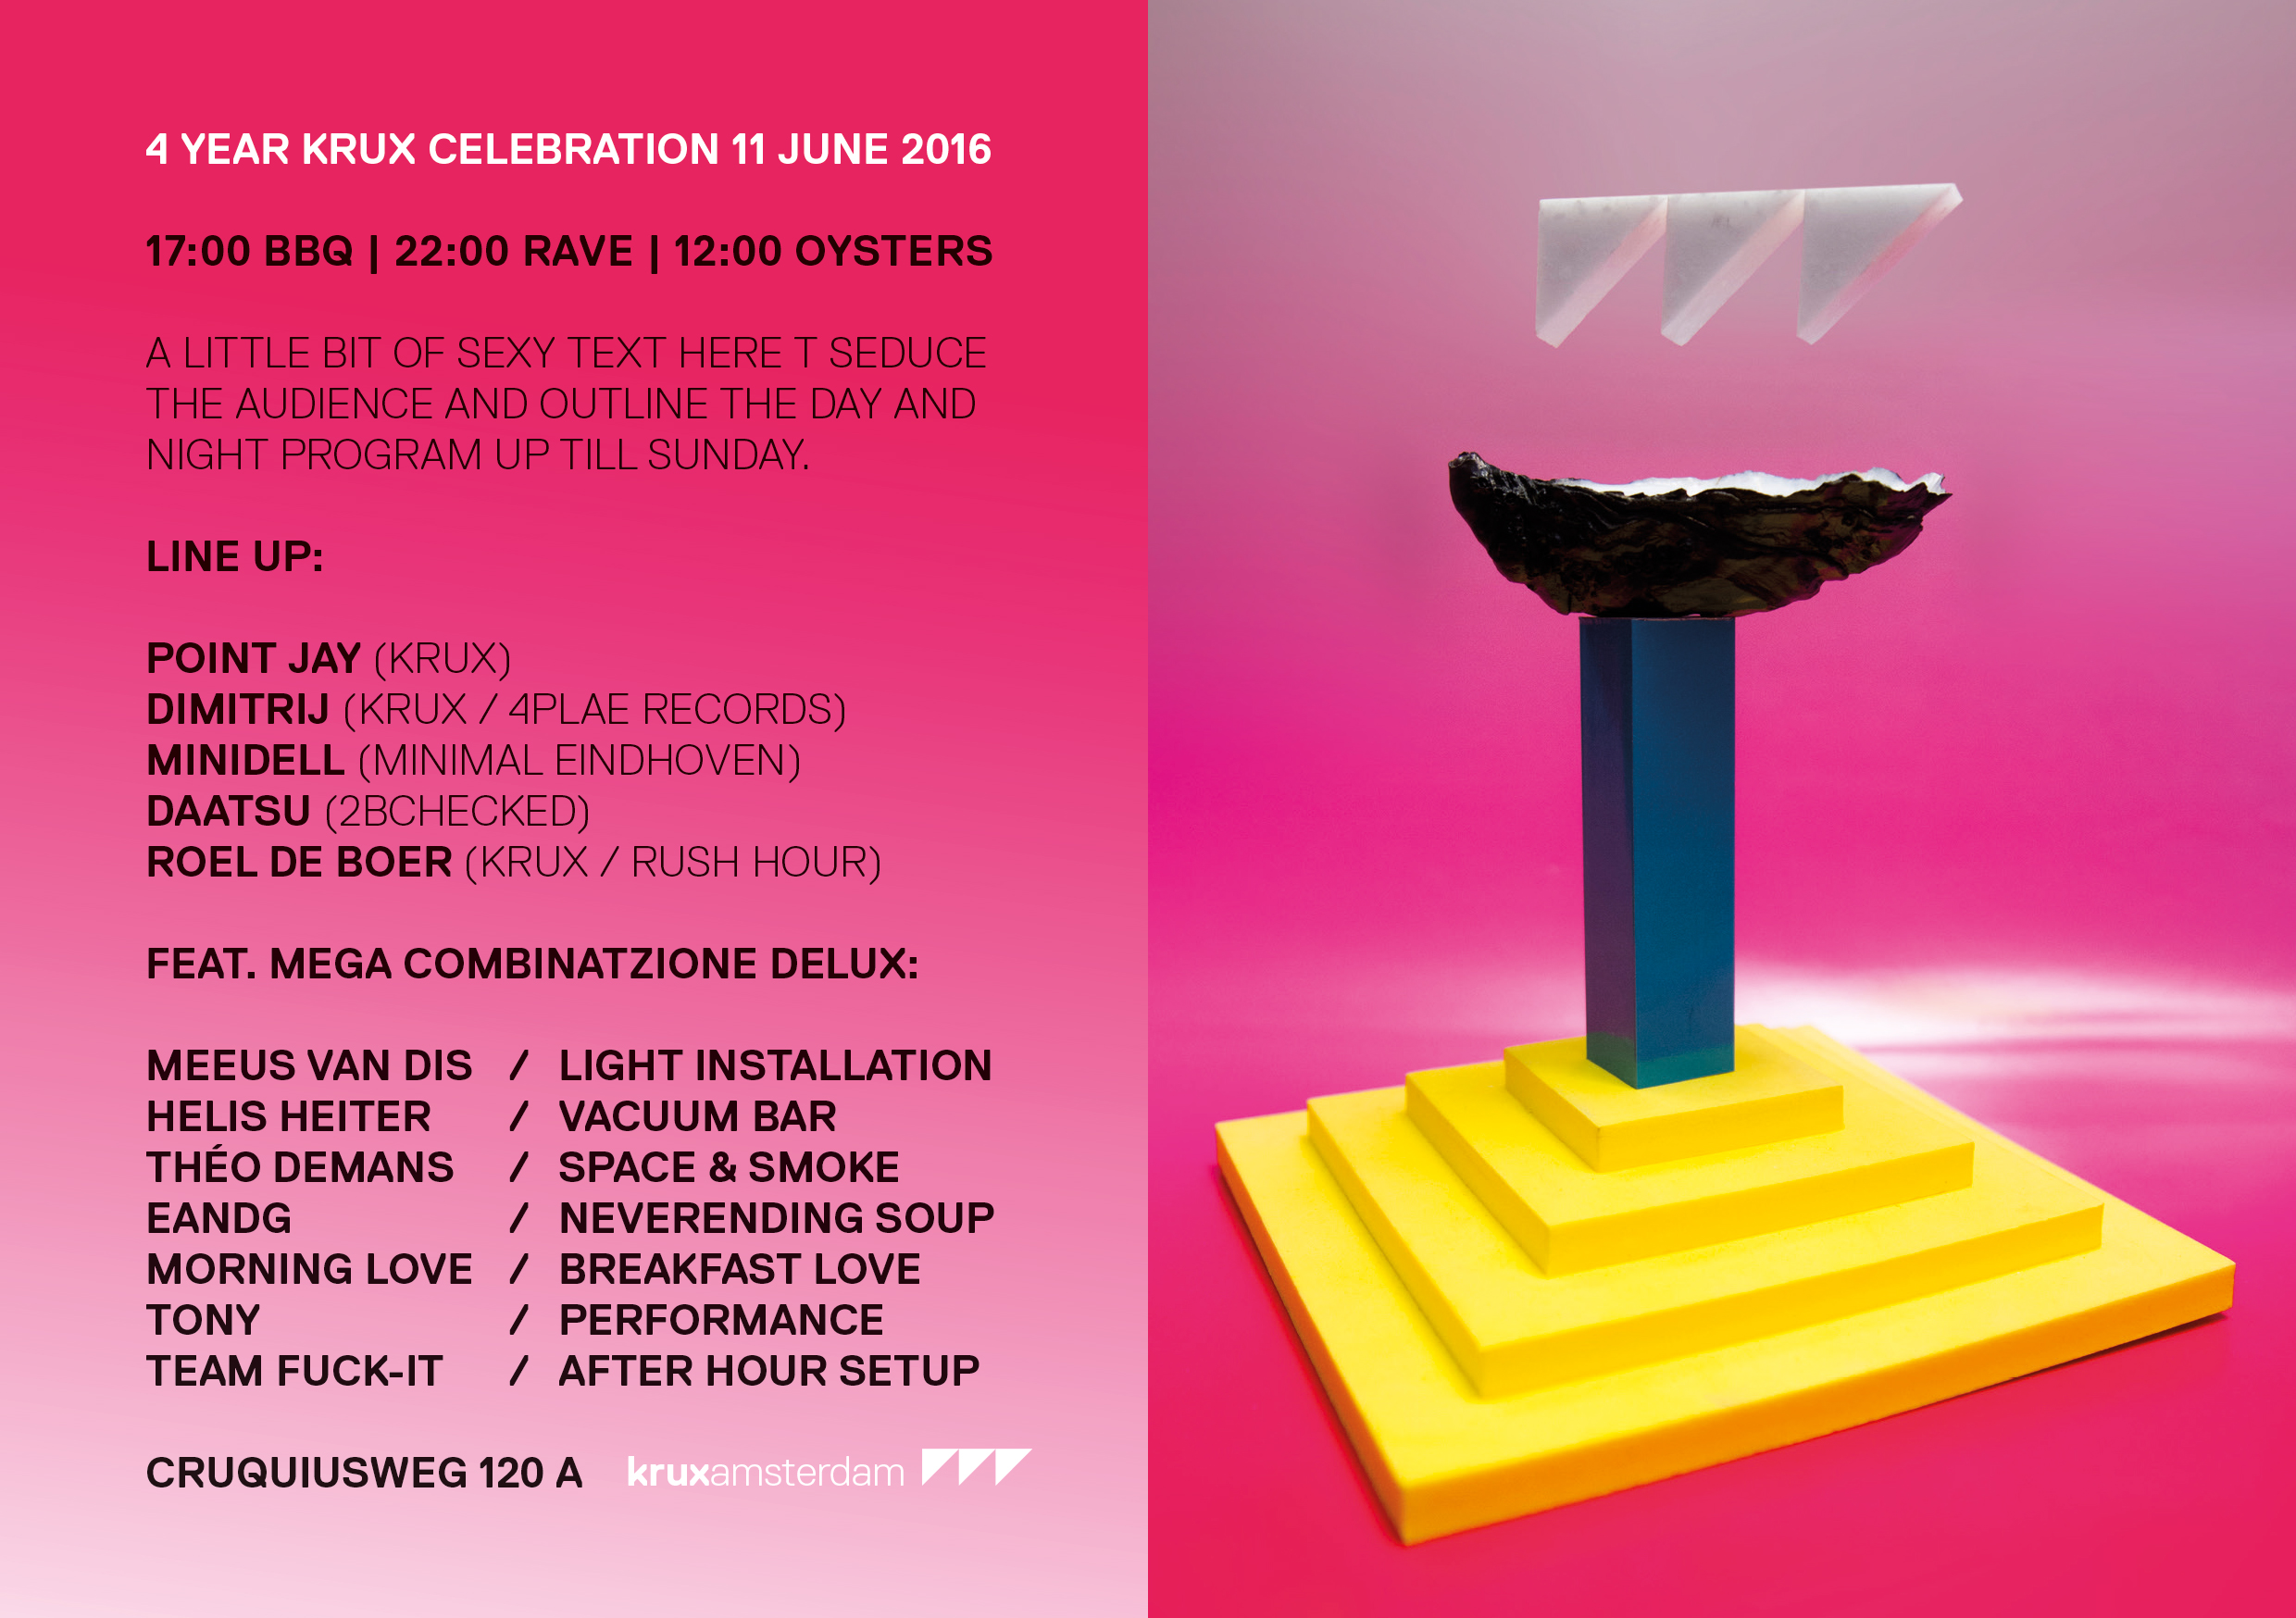 4 YEAR KRUX CELEBRATION 11 JUNE 2016
17:00 BBQ | 22:00 RAVE | 12:00 OYSTERS
A LITTLE BIT OF SEXY TEXT HERE T SEDUCE
THE AUDIENCE AND OUTLINE THE DAY AND
NIGHT PROGRAM UP TILL SUNDAY.
LINE UP:
POINT JAY (KRUX)
DIMITRIJ (KRUX / 4PLAE RECORDS)
MINIDELL (MINIMAL EINDHOVEN)
DAATSU (2BCHECKED)
ROEL DE BOER (KRUX / RUSH HOUR)
FEAT. MEGA COMBINATZIONE DELUX:
MEEUS VAN DIS / LIGHT INSTALLATION
HELIS HEITER / VACUUM BAR
THÉO DEMANS / SPACE & SMOKE
EANDG / NEVERENDING SOUP
MORNING LOVE / BREAKFAST LOVE
TONY / PERFORMANCE
TEAM FUCK-IT / AFTER HOUR SETUP
CRUQUIUSWEG 120 A kruxamsterdam